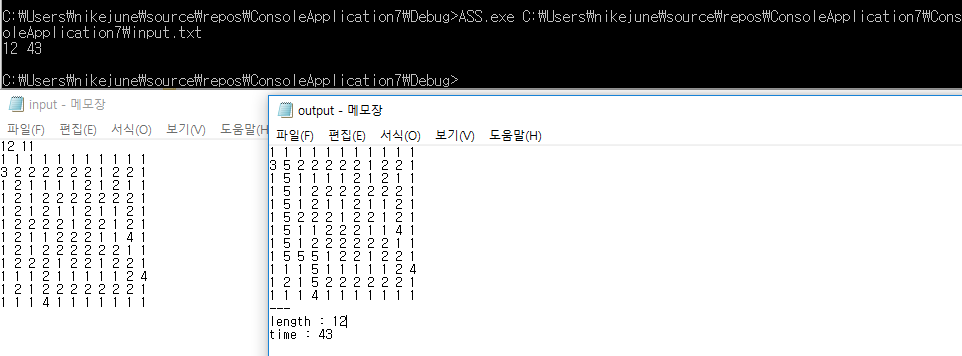 C:₩Users₩nikejune₩source₩repos₩ConsoleApplication7₩Debug>ASS.exe C:₩Users₩nikejune₩source₩repos₩ConsoleApplication7₩Cons
oleApplication7₩input.txt
12 43
C:₩Users₩nikejune₩source₩repos₩ConsoleApplication7₩Debug>
input - 메모장
파일(F) 편집(E) 서식(O) 보기(V) 도움말(H)
12 11
1 1 1 1 1 1 1 1 1 1 1
3 2 2 2 2 2 2 1 2 2 1
1 2 1 1 1 1 2 1 2 1 1
1 2 1 2 2 2 2 2 2 2 1
1 2 1 2 1 1 2 1 1 2 1
1 2 2 2 2 1 2 2 1 2 1
1 2 1 1 2 2 2 1 1 4 1
1 2 1 2 2 2 2 2 2 1 1
1 2 2 2 1 2 2 1 2 2 1
1 1 1 2 1 1 1 1 1 2 4
1 2 1 2 2 2 2 2 2 2 1
1 1 1 4 1 1 1 1 1 1 1
output - 메모장
파일(F) 편집(E) 서식(O) 보기(V) 도움말(H)
1 1 1 1 1 1 1 1 1 1 1
3 5 2 2 2 2 2 1 2 2 1
1 5 1 1 1 1 2 1 2 1 1
1 5 1 2 2 2 2 2 2 2 1
1 5 1 2 1 1 2 1 1 2 1
1 5 2 2 2 1 2 2 1 2 1
1 5 1 1 2 2 2 1 1 4 1
1 5 1 2 2 2 2 2 2 1 1
1 5 5 5 1 2 2 1 2 2 1
1 1 1 5 1 1 1 1 1 2 4
1 2 1 5 2 2 2 2 2 2 1
1 1 1 4 1 1 1 1 1 1 1
---
length : 12
time : 43